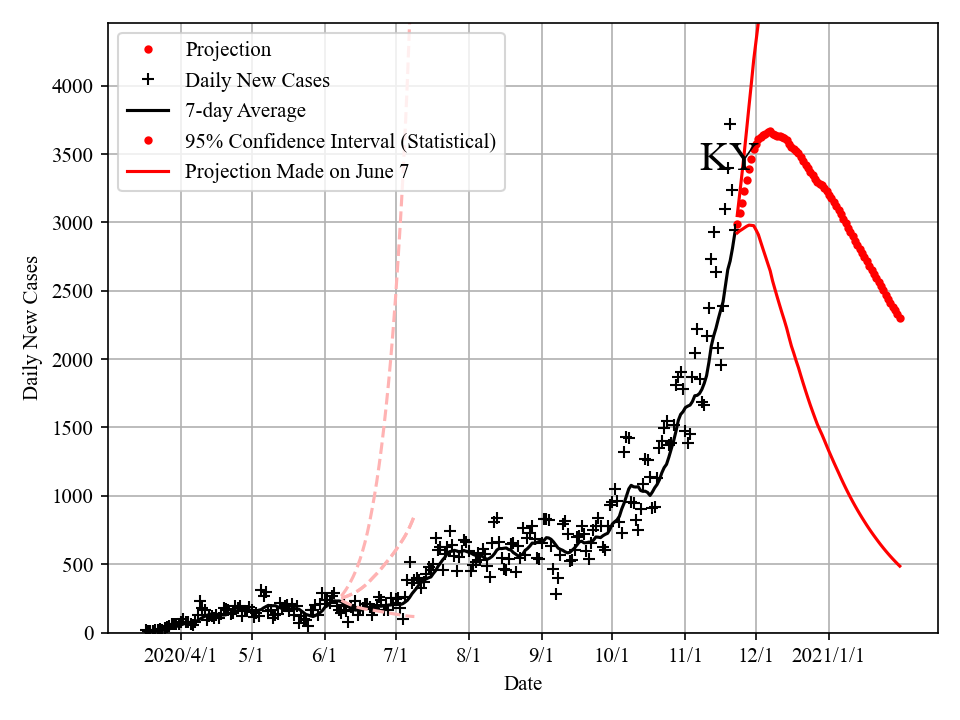 Projection
Daily New Cases
7-day Average
95% Confidence Interval (Statistical)
Projection Made on June 7
KY
4000
3500
3000
2500
2000
1500
1000
500
0
Daily New Cases
2020/4/1 5/1 6/1 7/1 8/1 9/1 10/1 11/1 12/1 2021/1/1
Date